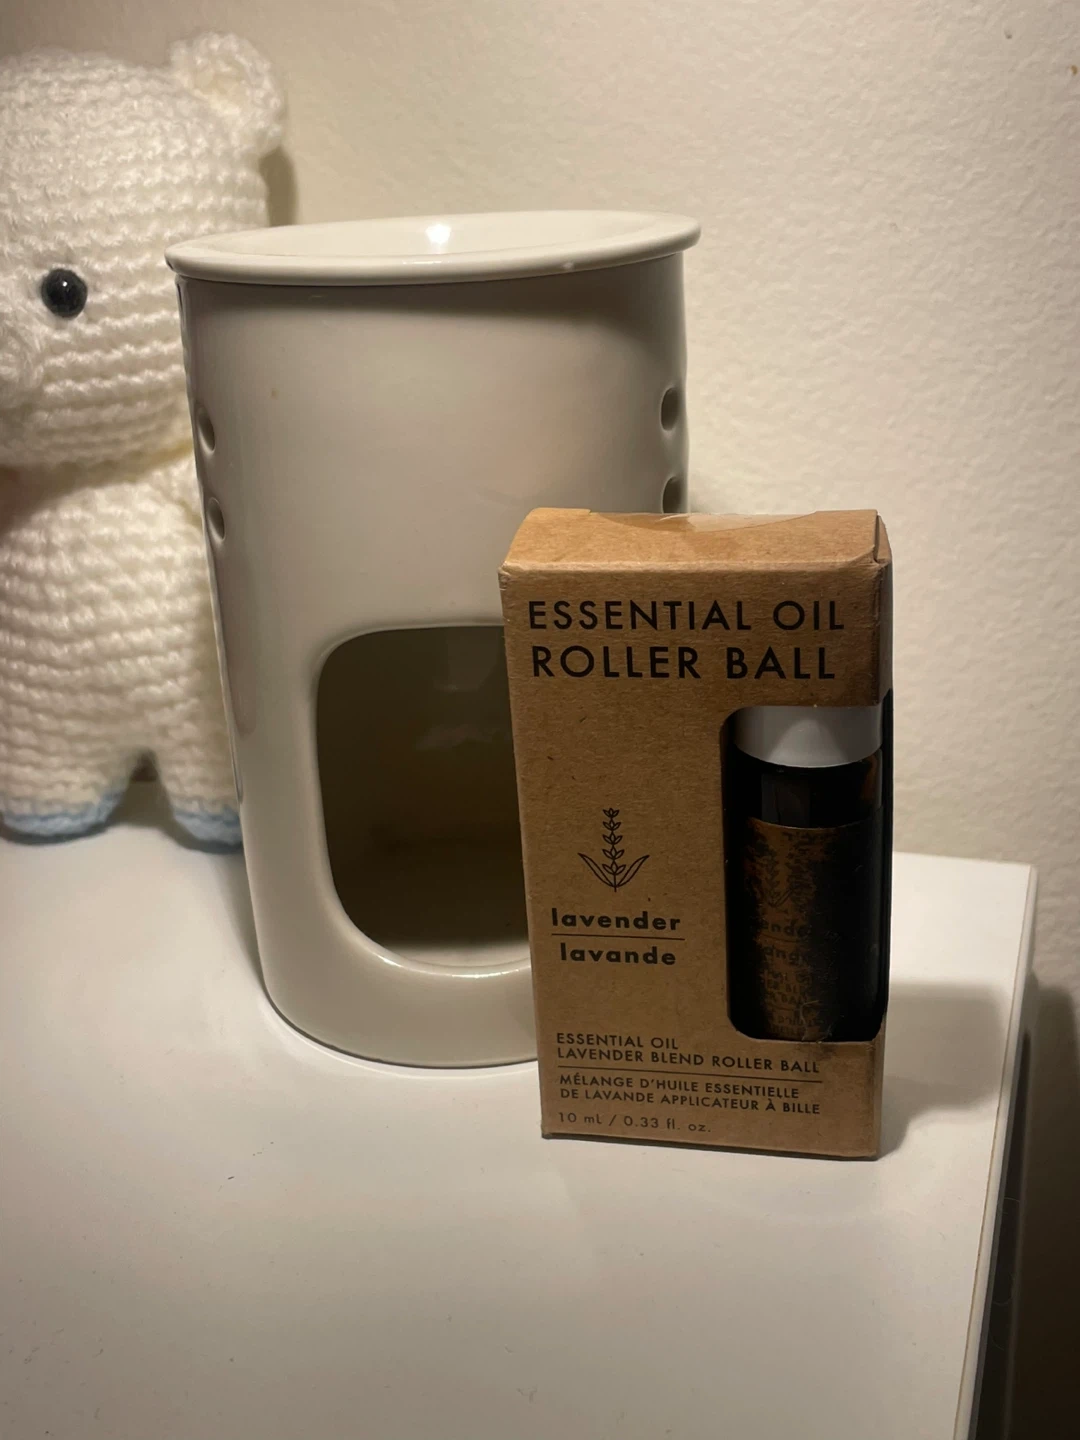 ESSENTIAL OIL
ROLLER BALL
lavender
lavande
ESSENTIAL OIL
LAVENDER BLEND ROLLER BALL
MÉLANGE D'HUILE ESSENTIELLE
DE LAVANDE APPLICATEUR À BILLE
10 mL / 0.33 fl. oz.